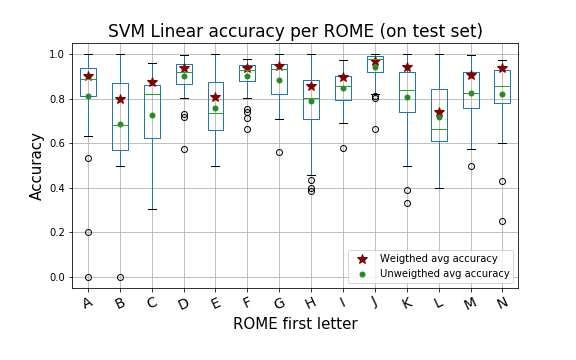 SVM Linear accuracy per ROME (on test set)
1.0
0.8
0.6
0.4
0.2
0.0
Accuracy
Weigthed avg accuracy
Unweigthed avg accuracy
A B C D E F G H I J K L M N
ROME first letter